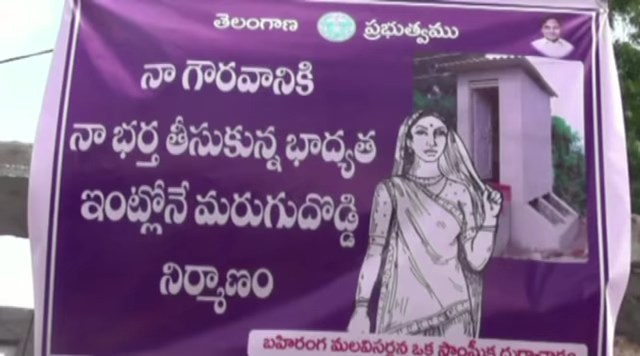 తెలంగాణ ప్రభుత్వము
నా గౌరవానికి
నా భర్త తీసుకున్న భాద్యత
ఇంట్లోనే మరుగుదొడ్డి
నిర్మాణం
బహిరంగ మలవిసర్జన ఒక సాంఘీక దురాచారం